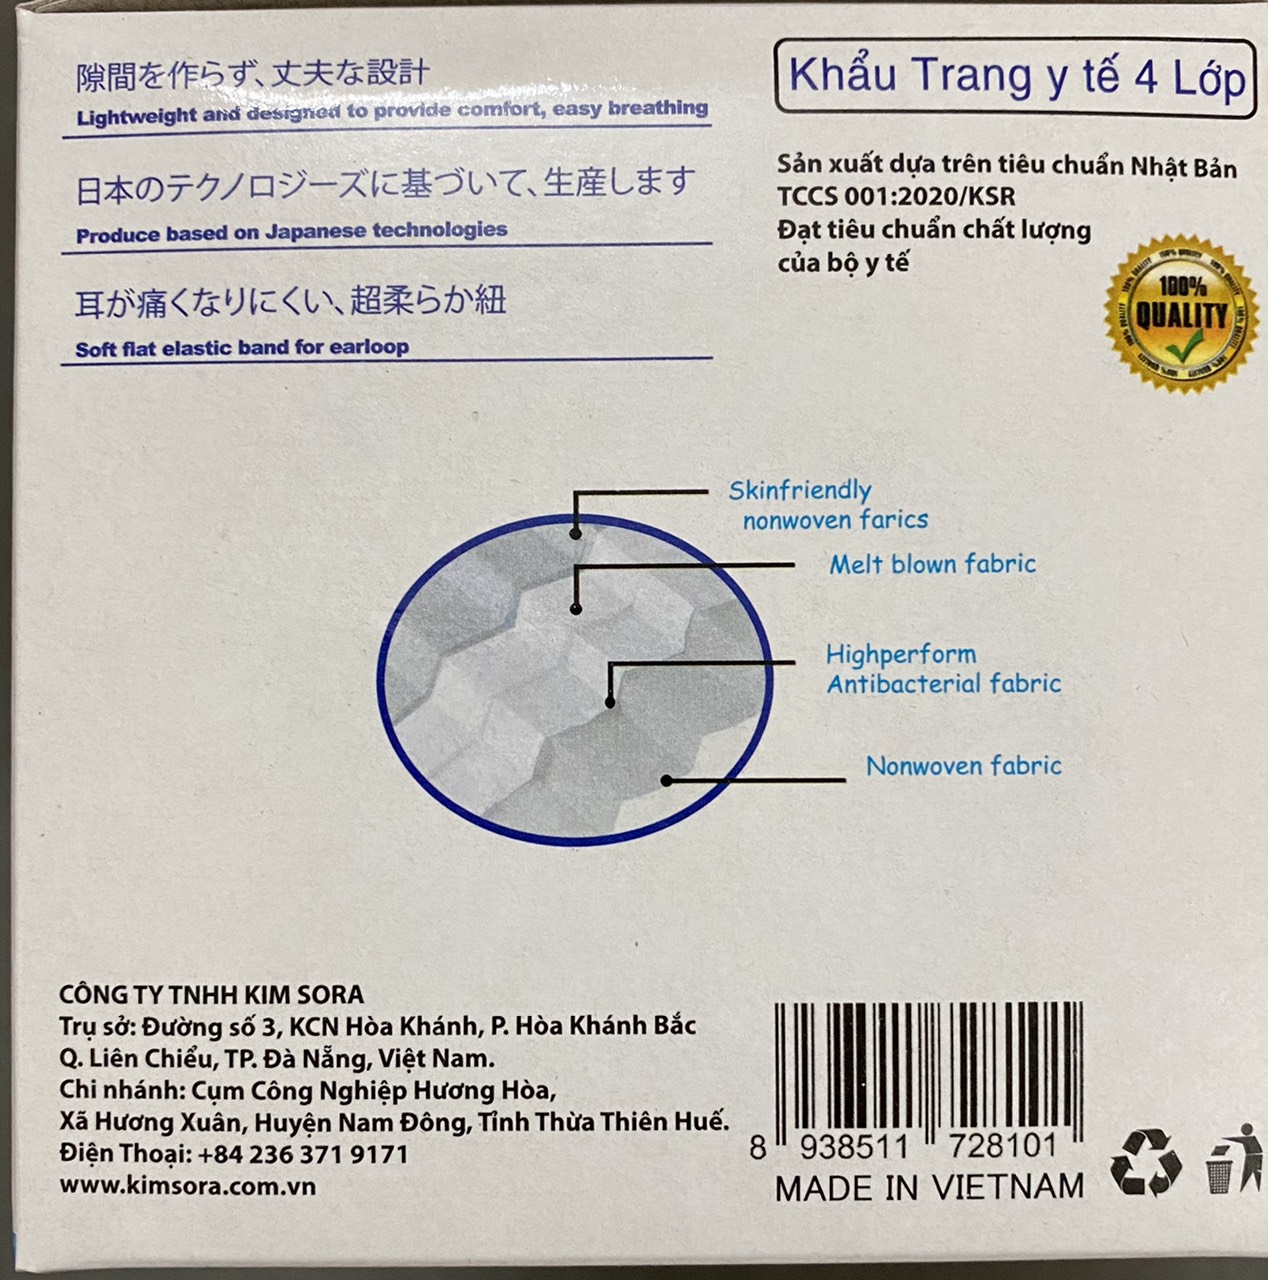 隙間を作らず、丈夫な設計
Lightweight and designed to provide comfort, easy breathing
日本のテクノロジーズに基づいて、生産します
Produce based on Japanese technologies
耳が痛くなりにくい、超柔らか紐
Soft flat elastic band for earloop
Khẩu Trang y tế 4 Lớp
Sản xuất dựa trên tiêu chuẩn Nhật Bản
TCCS 001:2020/KSR
Đạt tiêu chuẩn chất lượng
của bộ y tế
100%
QUALITY
Skinfriendly
nonwoven farics
Melt blown fabric
Highperform
Antibacterial fabric
Nonwoven fabric
CÔNG TY TNHH KIM SORA
Trụ sở: Đường số 3, KCN Hòa Khánh, P. Hòa Khánh Bắc
Q. Liên Chiểu, TP. Đà Nẵng, Việt Nam.
Chi nhánh: Cụm Công Nghiệp Hương Hòa,
Xã Hương Xuân, Huyện Nam Đông, Tỉnh Thừa Thiên Huế.
Điện Thoại: +84 236 371 9171
www.kimsora.com.vn
8 938511 728101
MADE IN VIETNAM